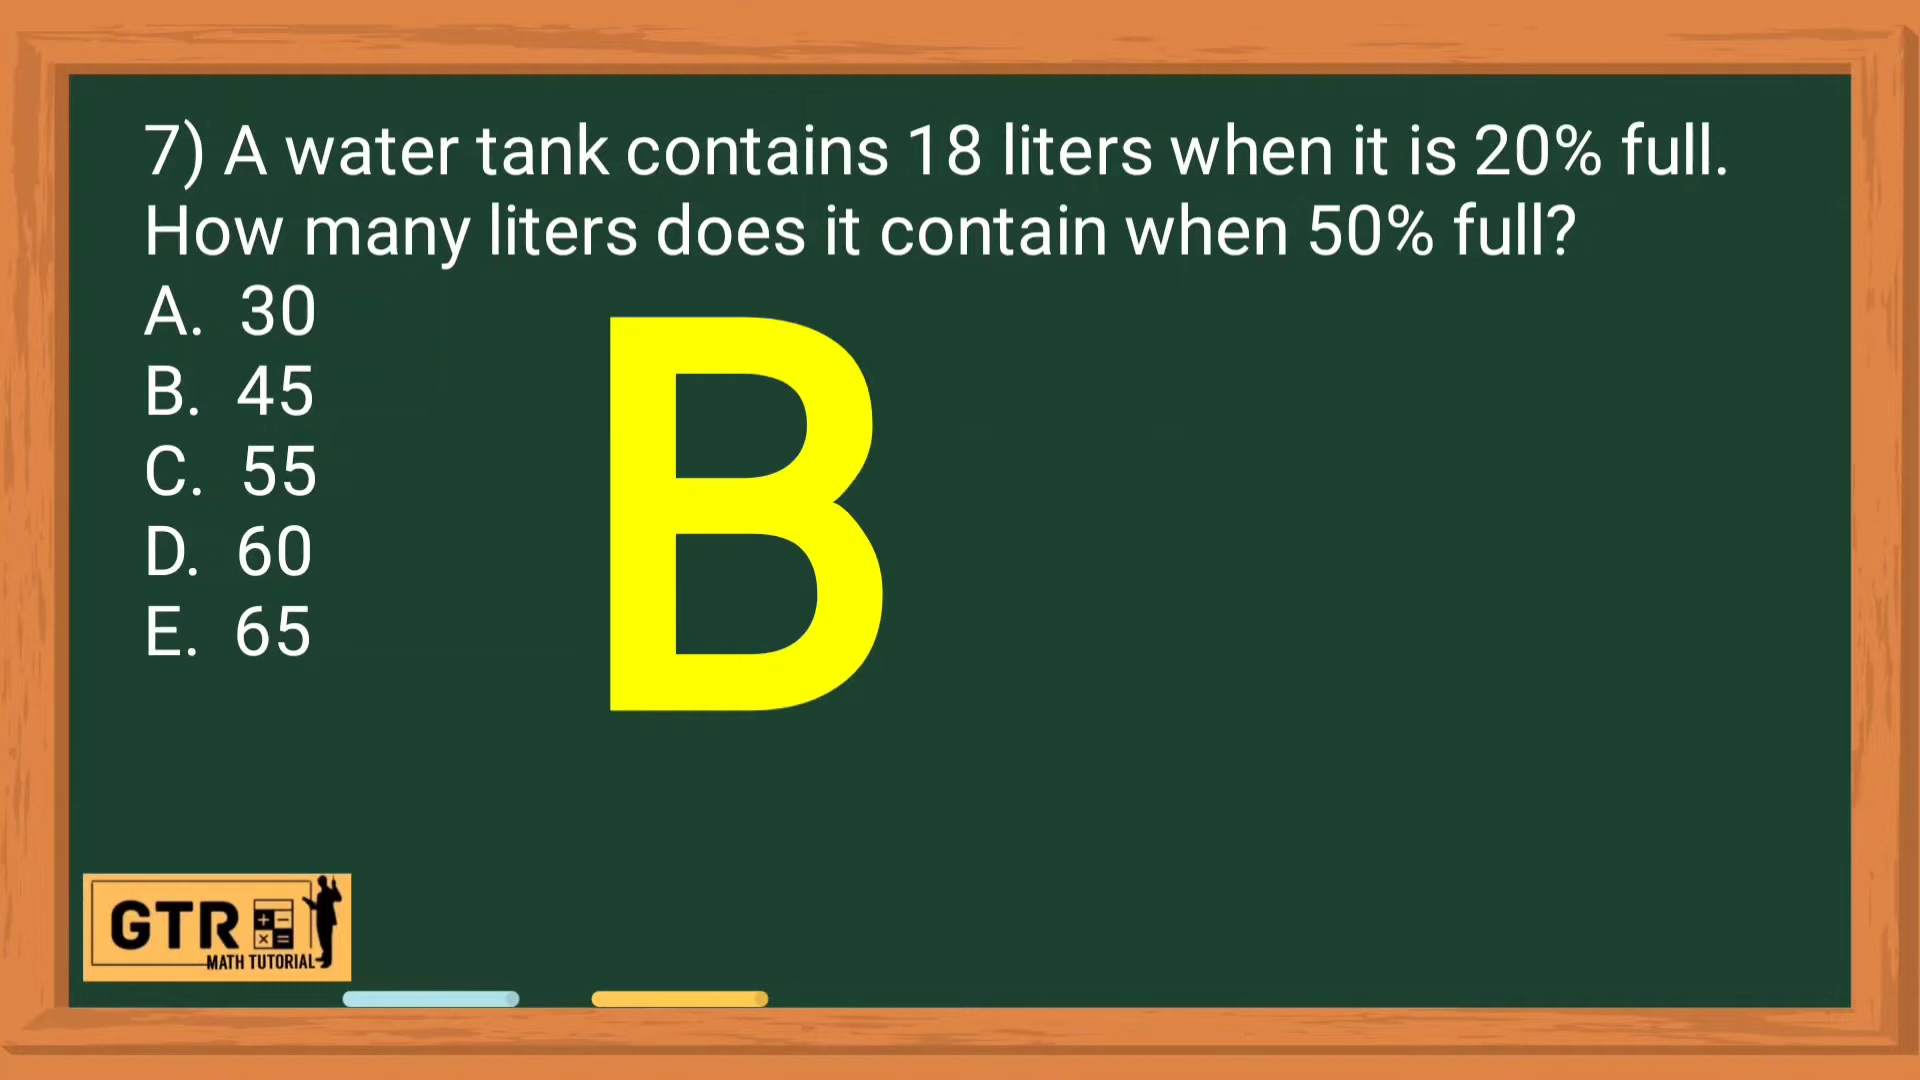 7) A water tank contains 18 liters when it is 20% full.
How many liters does it contain when 50% full?
A. 30
B. 45
C. 55
D. 60
E. 65
B
GTR
MATH TUTORIAL